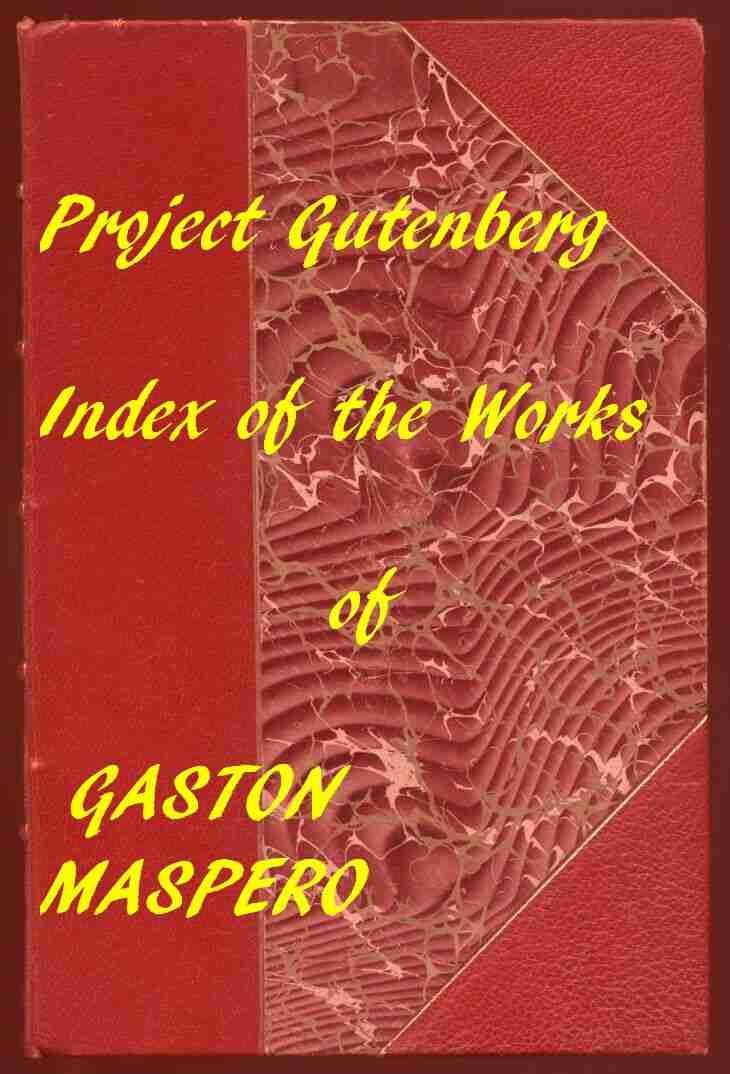 Project Gutenberg
Index of the Works
of
GASTON
MASPERO